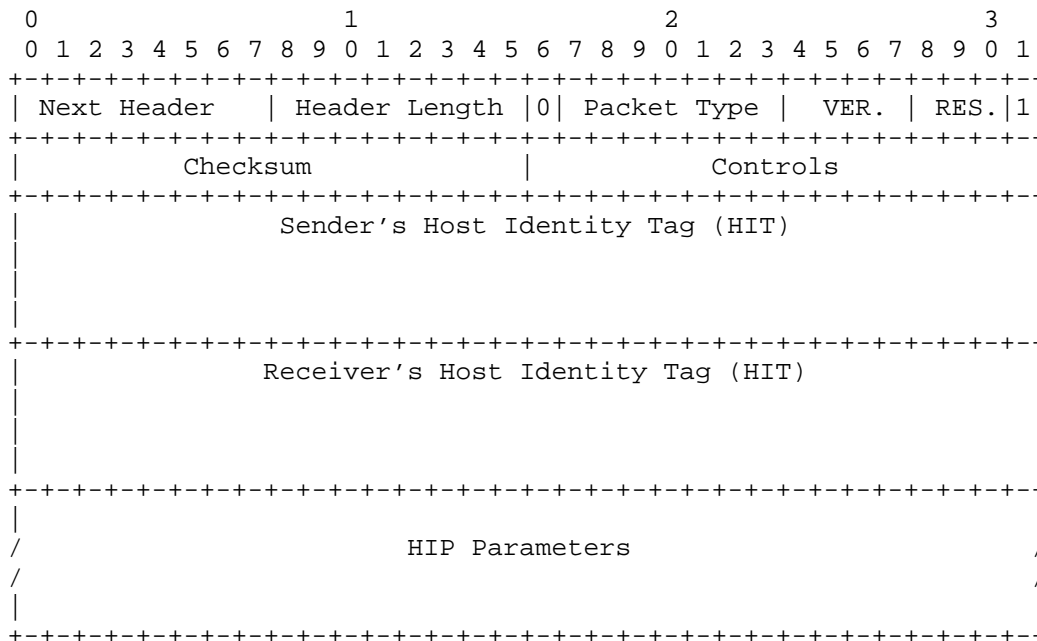 0                   1                   2                   3
 0 1 2 3 4 5 6 7 8 9 0 1 2 3 4 5 6 7 8 9 0 1 2 3 4 5 6 7 8 9 0 1
+-+-+-+-+-+-+-+-+-+-+-+-+-+-+-+-+-+-+-+-+-+-+-+-+-+-+-+-+-+-+-+--
| Next Header   | Header Length |0| Packet Type |  VER. | RES.|1
+-+-+-+-+-+-+-+-+-+-+-+-+-+-+-+-+-+-+-+-+-+-+-+-+-+-+-+-+-+-+-+--
|          Checksum             |           Controls
+-+-+-+-+-+-+-+-+-+-+-+-+-+-+-+-+-+-+-+-+-+-+-+-+-+-+-+-+-+-+-+--
|                Sender’s Host Identity Tag (HIT)
|
|
|
+-+-+-+-+-+-+-+-+-+-+-+-+-+-+-+-+-+-+-+-+-+-+-+-+-+-+-+-+-+-+-+--
|               Receiver’s Host Identity Tag (HIT)
|
|
|
+-+-+-+-+-+-+-+-+-+-+-+-+-+-+-+-+-+-+-+-+-+-+-+-+-+-+-+-+-+-+-+--
|
/                        HIP Parameters                         /
/                                                               /
|
+-+-+-+-+-+-+-+-+-+-+-+-+-+-+-+-+-+-+-+-+-+-+-+-+-+-+-+-+-+-+-+--